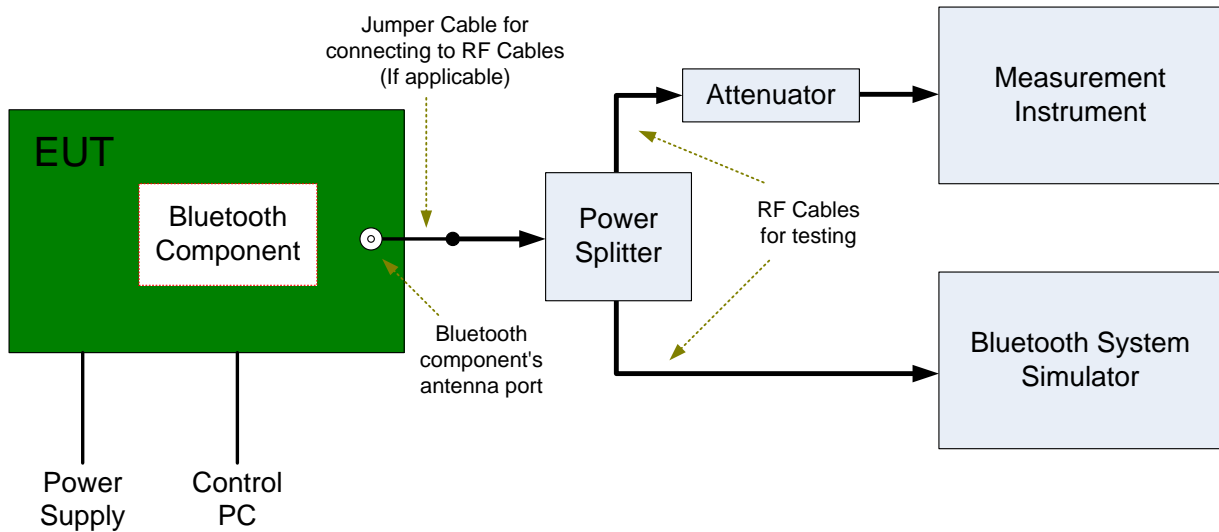 Jumper Cable for
connecting to RF Cables
(If applicable)
EUT
Bluetooth
Component
Bluetooth
component's
antenna port
Power
Supply
Control
PC
Power
Splitter
Attenuator
RF Cables
for testing
Measurement
Instrument
Bluetooth System
Simulator